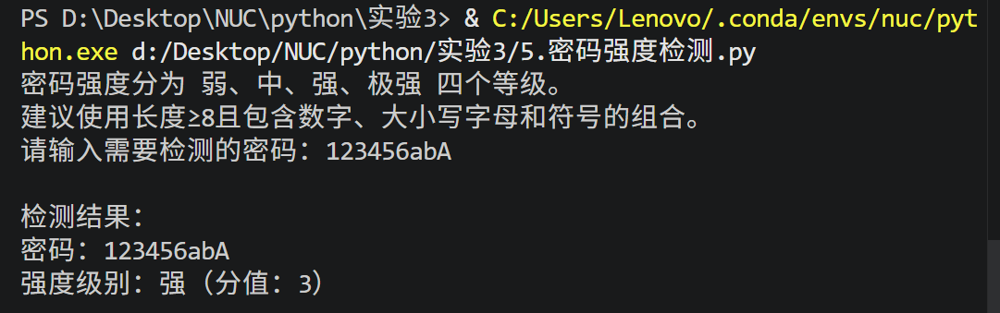 PS D:\Desktop\NUC\python\实验3> & C:/Users/Lenovo/.conda/envs/nuc/pyt
hon.exe d:/Desktop/NUC/python/实验3/5.密码强度检测.py
密码强度分为 弱、中、强、极强 四个等级。
建议使用长度≥8且包含数字、大小写字母和符号的组合。
请输入需要检测的密码：123456abA
检测结果：
密码：123456abA
强度级别：强（分值：3）